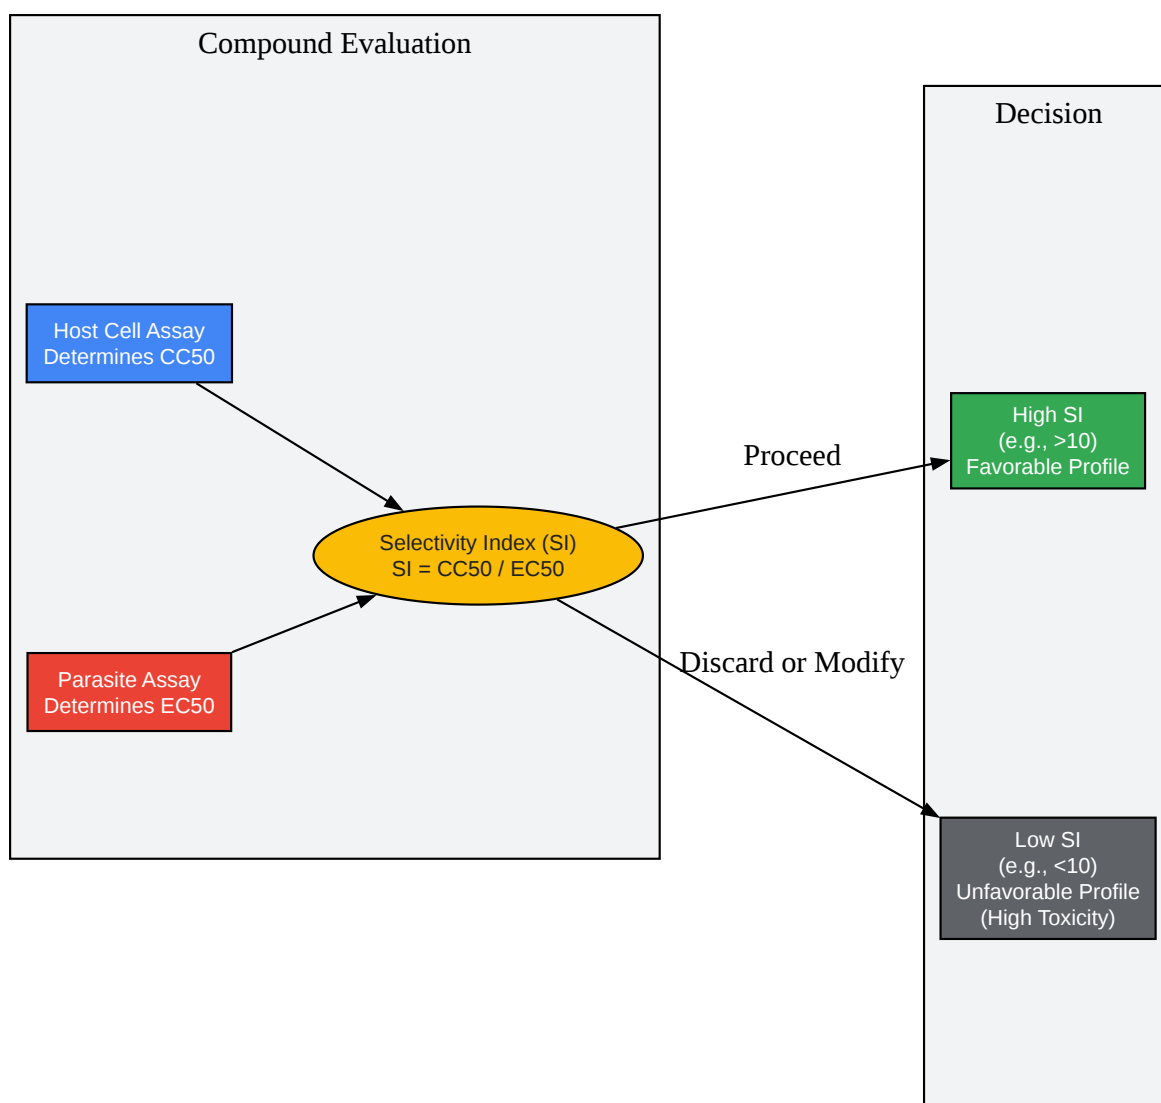 Compound Evaluation
Decision
Host Cell Assay
Determines CC50
High SI
(e.g., >10)
Favorable Profile
Proceed
Selectivity Index (SI)
SI = CC50 / EC50
Discard or Modify
Parasite Assay
Determines EC50
Low SI
(e.g., <10)
Unfavorable Profile
(High Toxicity)